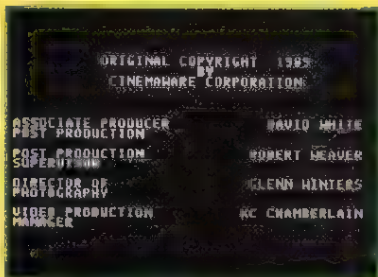 ORIGINAL COPYRIGHT 1989
BY
CINEMAWARE CORPORATION
ASSOCIATE PRODUCER DAVID WHITE
POST PRODUCTION
POST PRODUCTION ROBERT WEAVER
SUPERVISOR
DIRECTOR OF GLENN WINTERS
PHOTOGRAPHY
VIDEO PRODUCTION KC CHAMBERLAIN
MANAGER